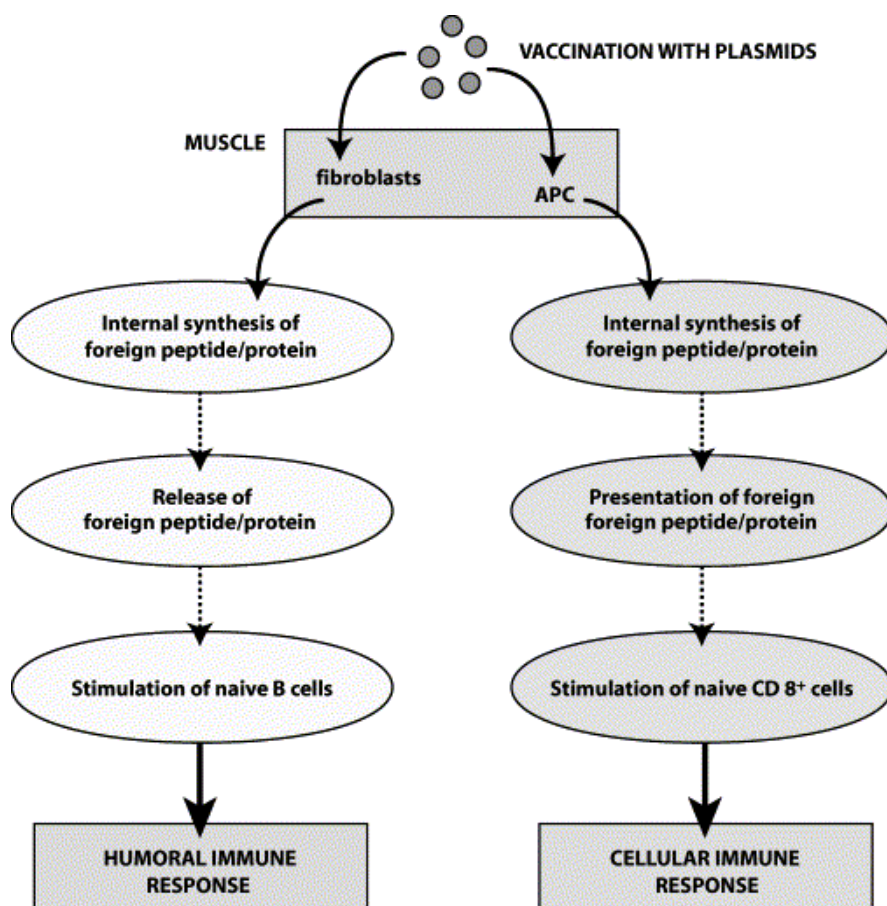 VACCINATION WITH PLASMIDS
MUSCLE
fibroblasts
APC
Internal synthesis of
foreign peptide/protein
Internal synthesis of
foreign peptide/protein
Release of
foreign peptide/protein
Presentation of foreign
foreign peptide/protein
Stimulation of naive B cells
Stimulation of naive CD 8⁺ cells
HUMORAL IMMUNE
RESPONSE
CELLULAR IMMUNE
RESPONSE